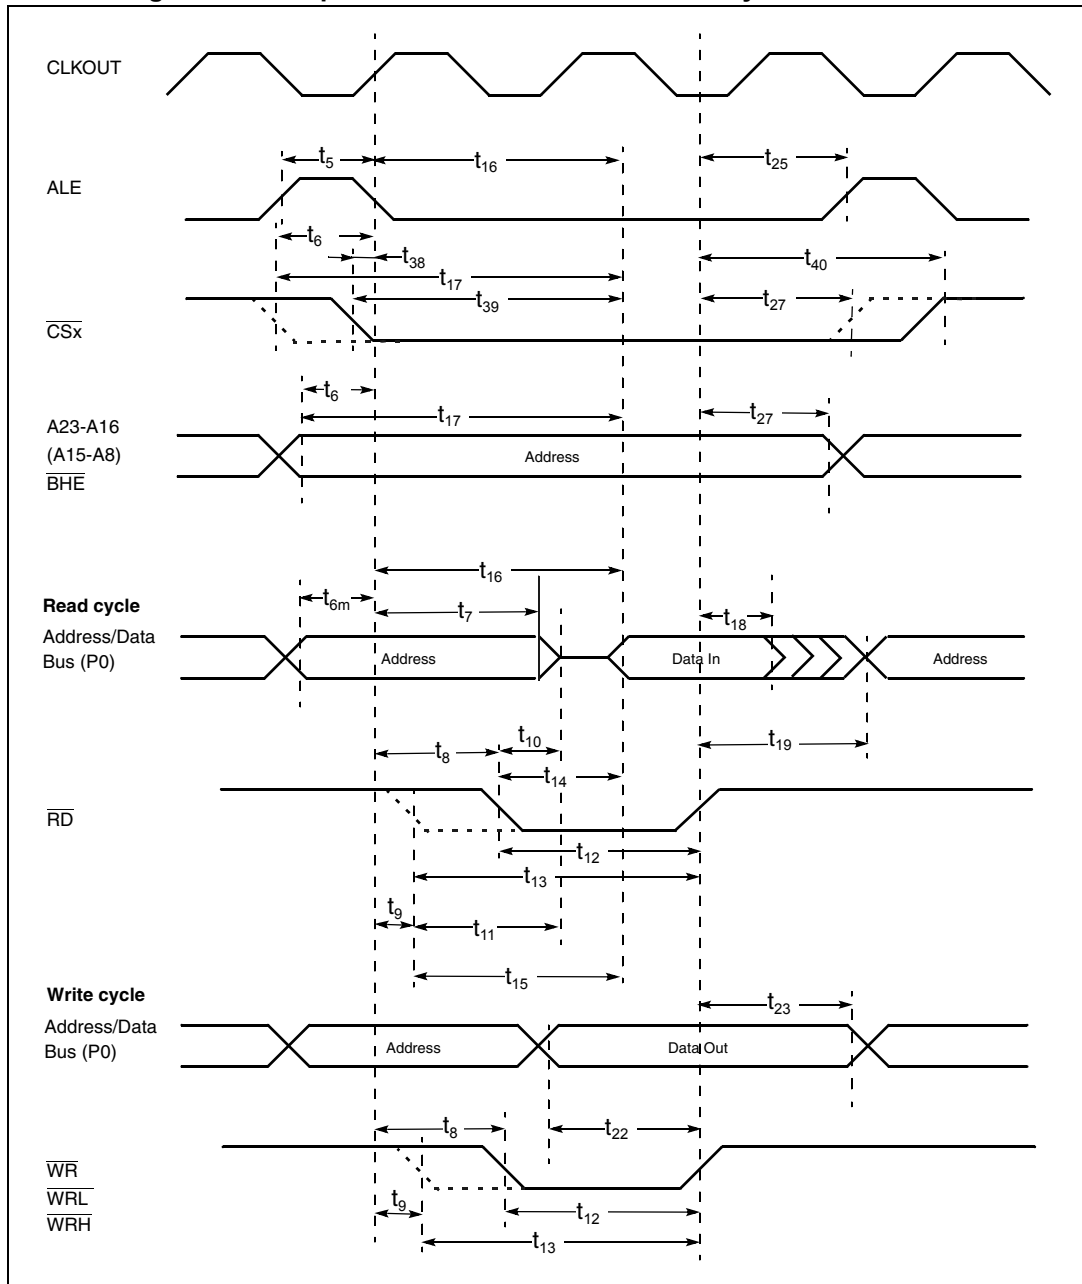 CLKOUT
t5
t16
t25
ALE
t6
t38
t40
t17
t39
t27
CSx
t6
t17
t27
A23-A16
(A15-A8)
Address
BHE
t16
Read cycle
t6m
t7
t18
Address/Data
Bus (P0)
Address
Data In
Address
t10
t8
t19
t14
RD
t12
t13
t9
t11
t15
Write cycle
t23
Address/Data
Bus (P0)
Address
Data Out
t8
t22
WR
WRL
t9
t12
WRH
t13